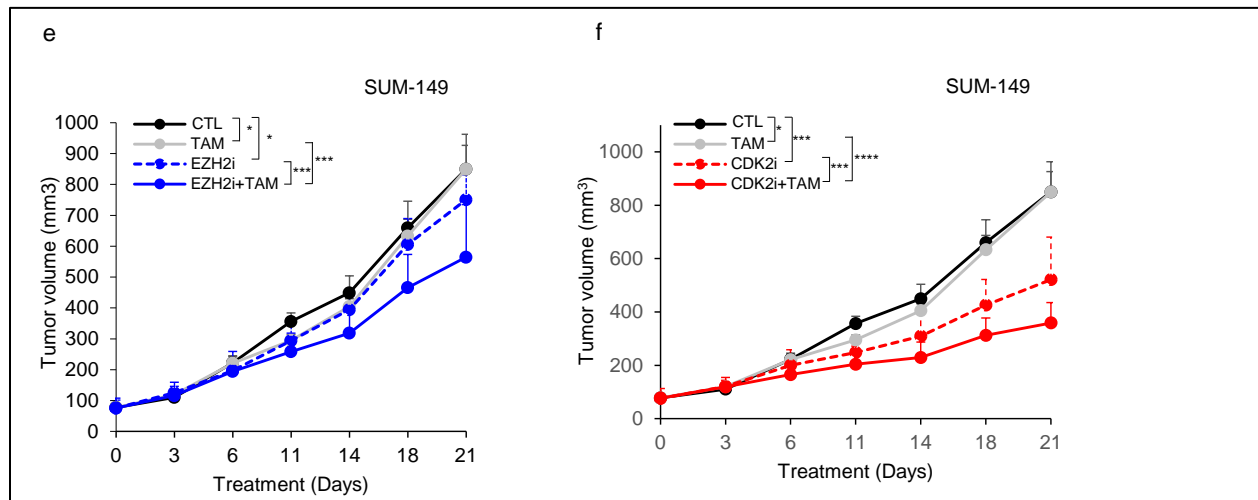 e
SUM-149
CTL
TAM
EZH2i
EZH2i+TAM
*
*
***
***
1000
900
800
700
600
500
400
300
200
100
0
Tumor volume (mm3)
0 3 6 11 14 18 21
Treatment (Days)
f
SUM-149
CTL
TAM
CDK2i
CDK2i+TAM
*
***
***
****
1000
800
600
400
200
0
Tumor volume (mm³)
0 3 6 11 14 18 21
Treatment (Days)